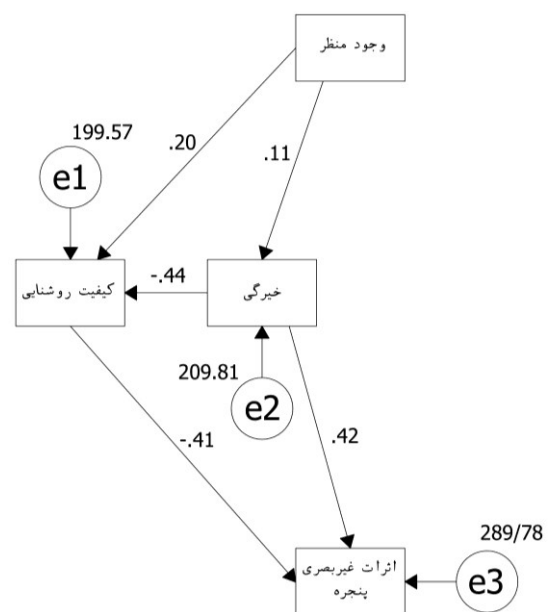 وجود منظر
199.57
.20
.11
e1
کیفیت روشنایی
-.44
خیرگی
209.81
e2
-.41
.42
289/78
اثرات غیربصری
پنجره
e3